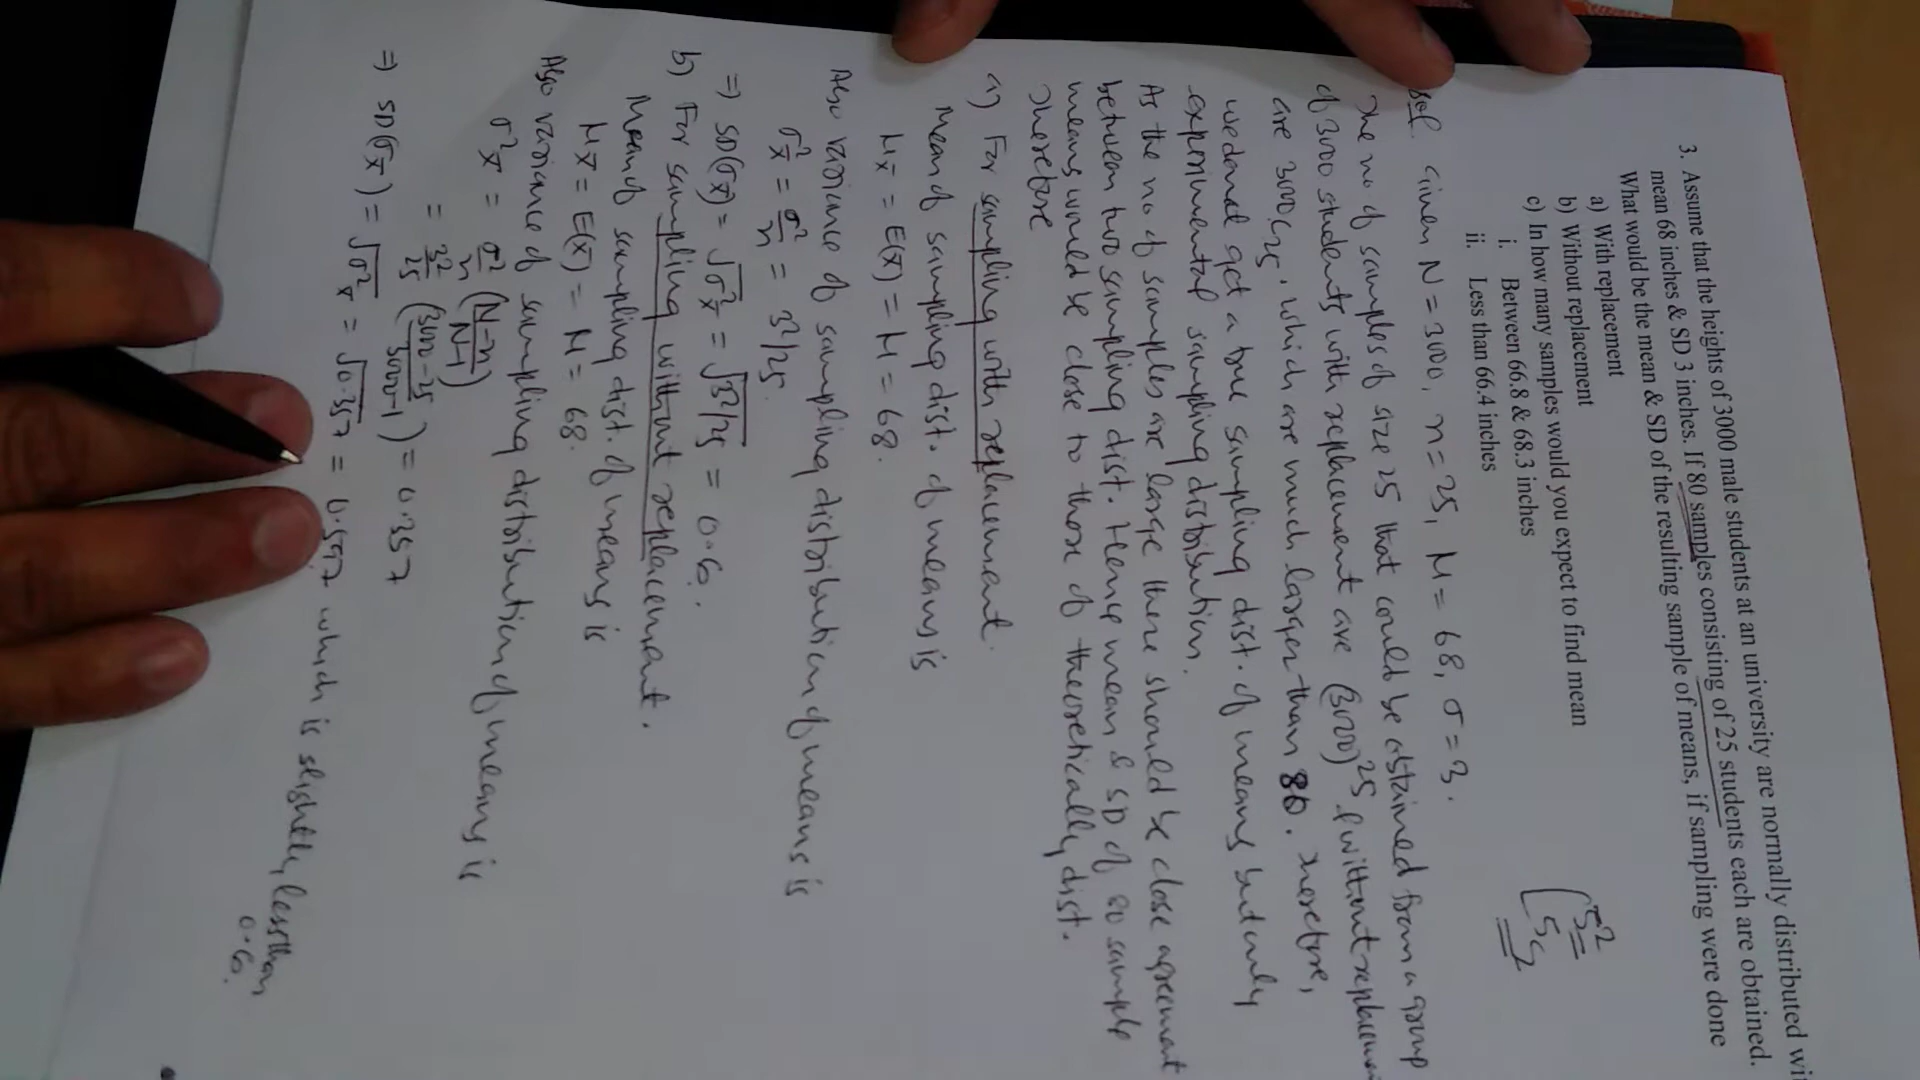 3. Assume that the heights of 3000 male students at an university are normally distributed wi
mean 68 inches & SD 3 inches. If 80 samples consisting of 25 students each are obtained.
What would be the mean & SD of the resulting sample of means, if sampling were done
a) With replacement
b) Without replacement
c) In how many samples would you expect to find mean
i. Between 66.8 & 68.3 inches
ii. Less than 66.4 inches
5²
5
Sol Given N = 3000, n = 25, M = 68, σ = 3.
The no of samples of size 25 that could be obtained from a group
of 3000 students with replacement are (3000)²⁵ & without replacemen
are 3000C25. which are much larger than 80. Therefore,
we do not get a true sampling dist. of means but only
experimental sampling distribution.
As the no of samples are large there should be close agreement
between two sampling dist. Hence mean & SD of 80 sample
means would be close to those of theoretically dist.
Therefore
a) For sampling with replacement.
Mean of sampling dist. of means is
μx̄ = E(x̄) = M = 68.
Also variance of sampling distribution of means is
σ²x̄ = σ²/n = 3²/25
=) SD(σx̄) = √σ²x̄ = √3²/25 = 0.6.
b) For sampling without replacement.
Mean of sampling dist. of means is
μx̄ = E(x̄) = M = 68.
Also variance of sampling distribution of means is
σ²x̄ = σ²/n (N-n/N-1)
= 3²/25 (3000-25/3000-1) = 0.357
=) SD(σx̄) = √σ²x̄ = √0.357 = 0.597 which is slightly less than
0.6.